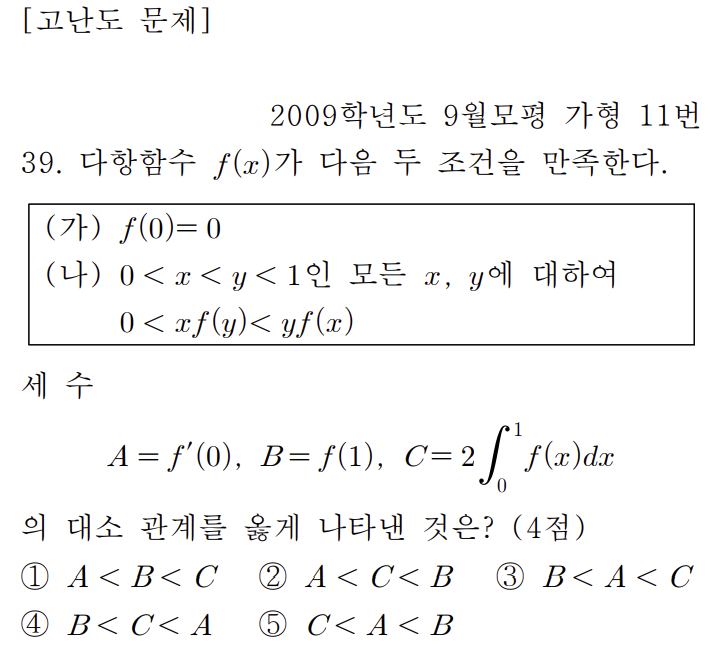 [고난도 문제]
2009학년도 9월모평 가형 11번
39. 다항함수 f(x)가 다음 두 조건을 만족한다.
(가) f(0)= 0
(나) 0 < x < y < 1인 모든 x, y에 대하여
0 < xf(y)< yf(x)
세 수
A = f′(0), B = f(1), C = 2∫₀¹ f(x)dx
의 대소 관계를 옳게 나타낸 것은? (4점)
① A < B < C ② A < C < B ③ B < A < C
④ B < C < A ⑤ C < A < B